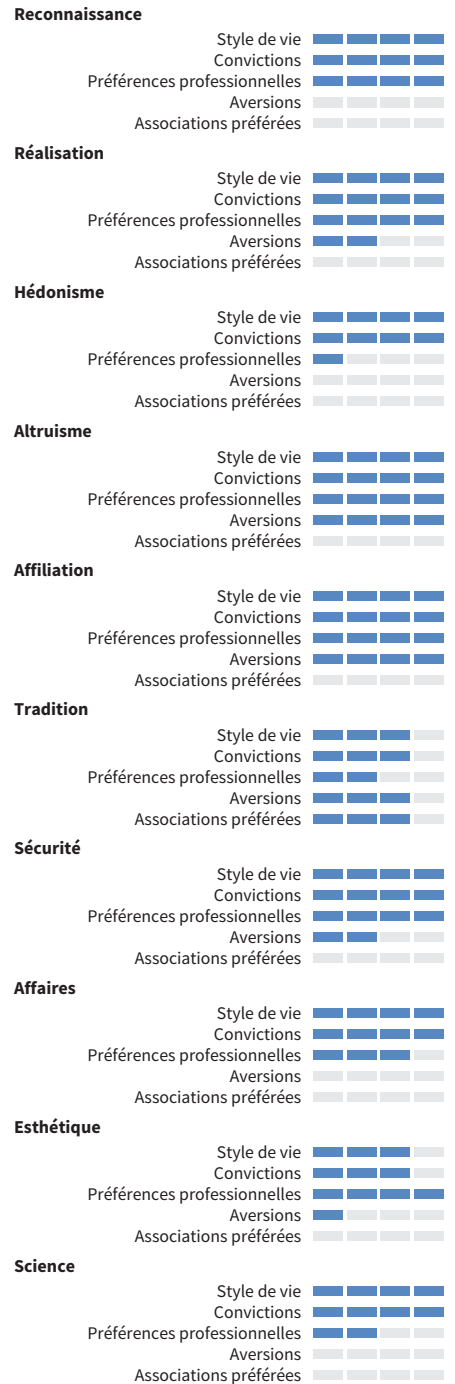 Reconnaissance
Style de vie
Convictions
Préférences professionnelles
Aversions
Associations préférées
Réalisation
Style de vie
Convictions
Préférences professionnelles
Aversions
Associations préférées
Hédonisme
Style de vie
Convictions
Préférences professionnelles
Aversions
Associations préférées
Altruisme
Style de vie
Convictions
Préférences professionnelles
Aversions
Associations préférées
Affiliation
Style de vie
Convictions
Préférences professionnelles
Aversions
Associations préférées
Tradition
Style de vie
Convictions
Préférences professionnelles
Aversions
Associations préférées
Sécurité
Style de vie
Convictions
Préférences professionnelles
Aversions
Associations préférées
Affaires
Style de vie
Convictions
Préférences professionnelles
Aversions
Associations préférées
Esthétique
Style de vie
Convictions
Préférences professionnelles
Aversions
Associations préférées
Science
Style de vie
Convictions
Préférences professionnelles
Aversions
Associations préférées